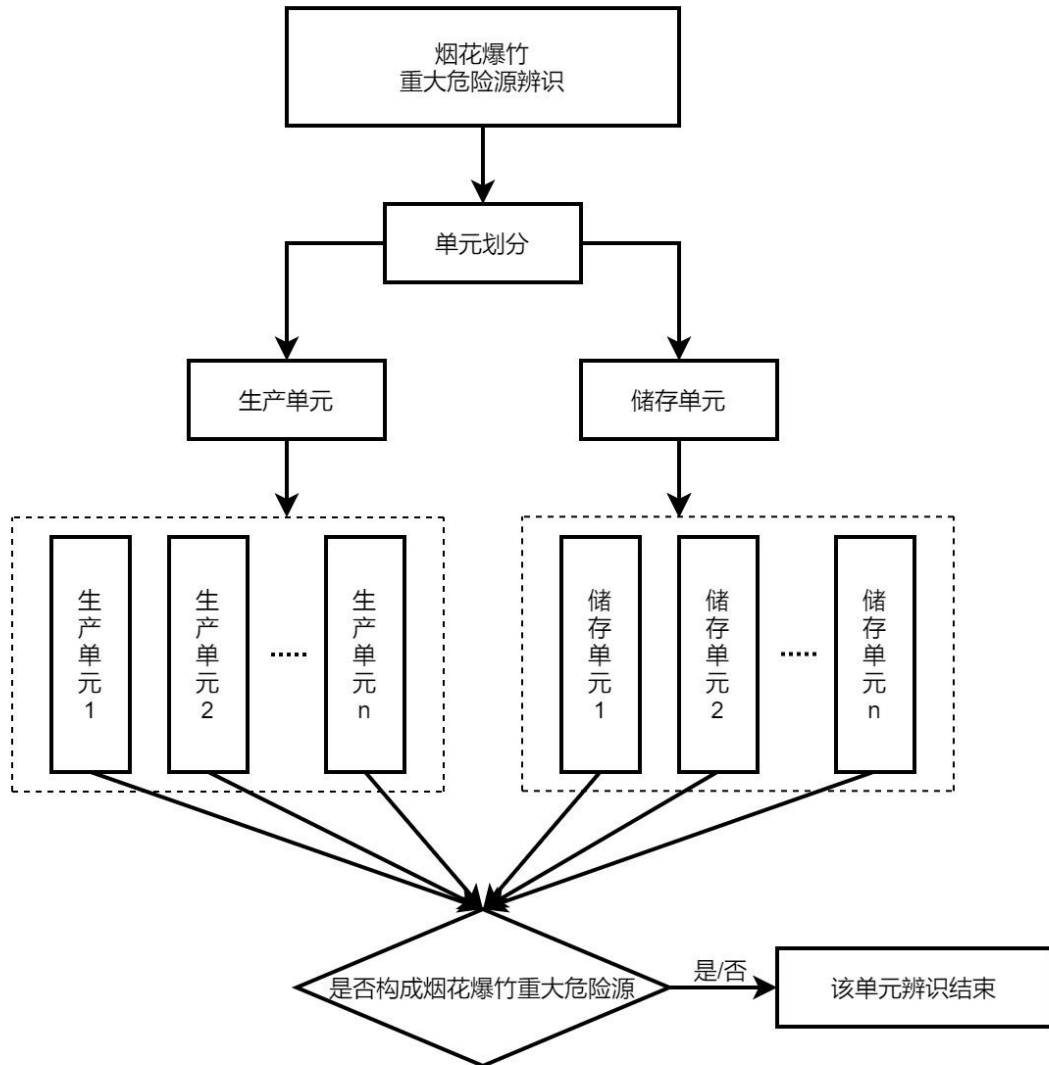 烟花爆竹
重大危险源辨识
单元划分
生产单元
储存单元
生产单元1
生产单元2
······
生产单元n
储存单元1
储存单元2
······
储存单元n
是否构成烟花爆竹重大危险源
是/否
该单元辨识结束